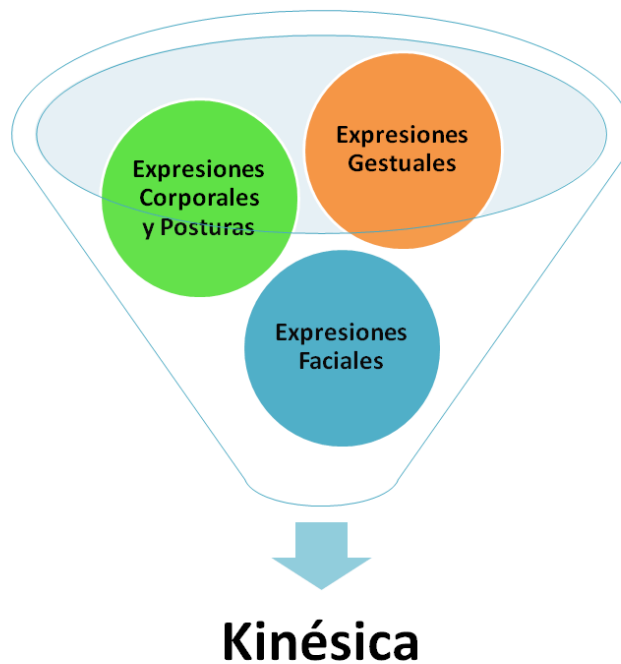 Expresiones
Gestuales
Expresiones
Corporales
y Posturas
Expresiones
Faciales
Kinésica